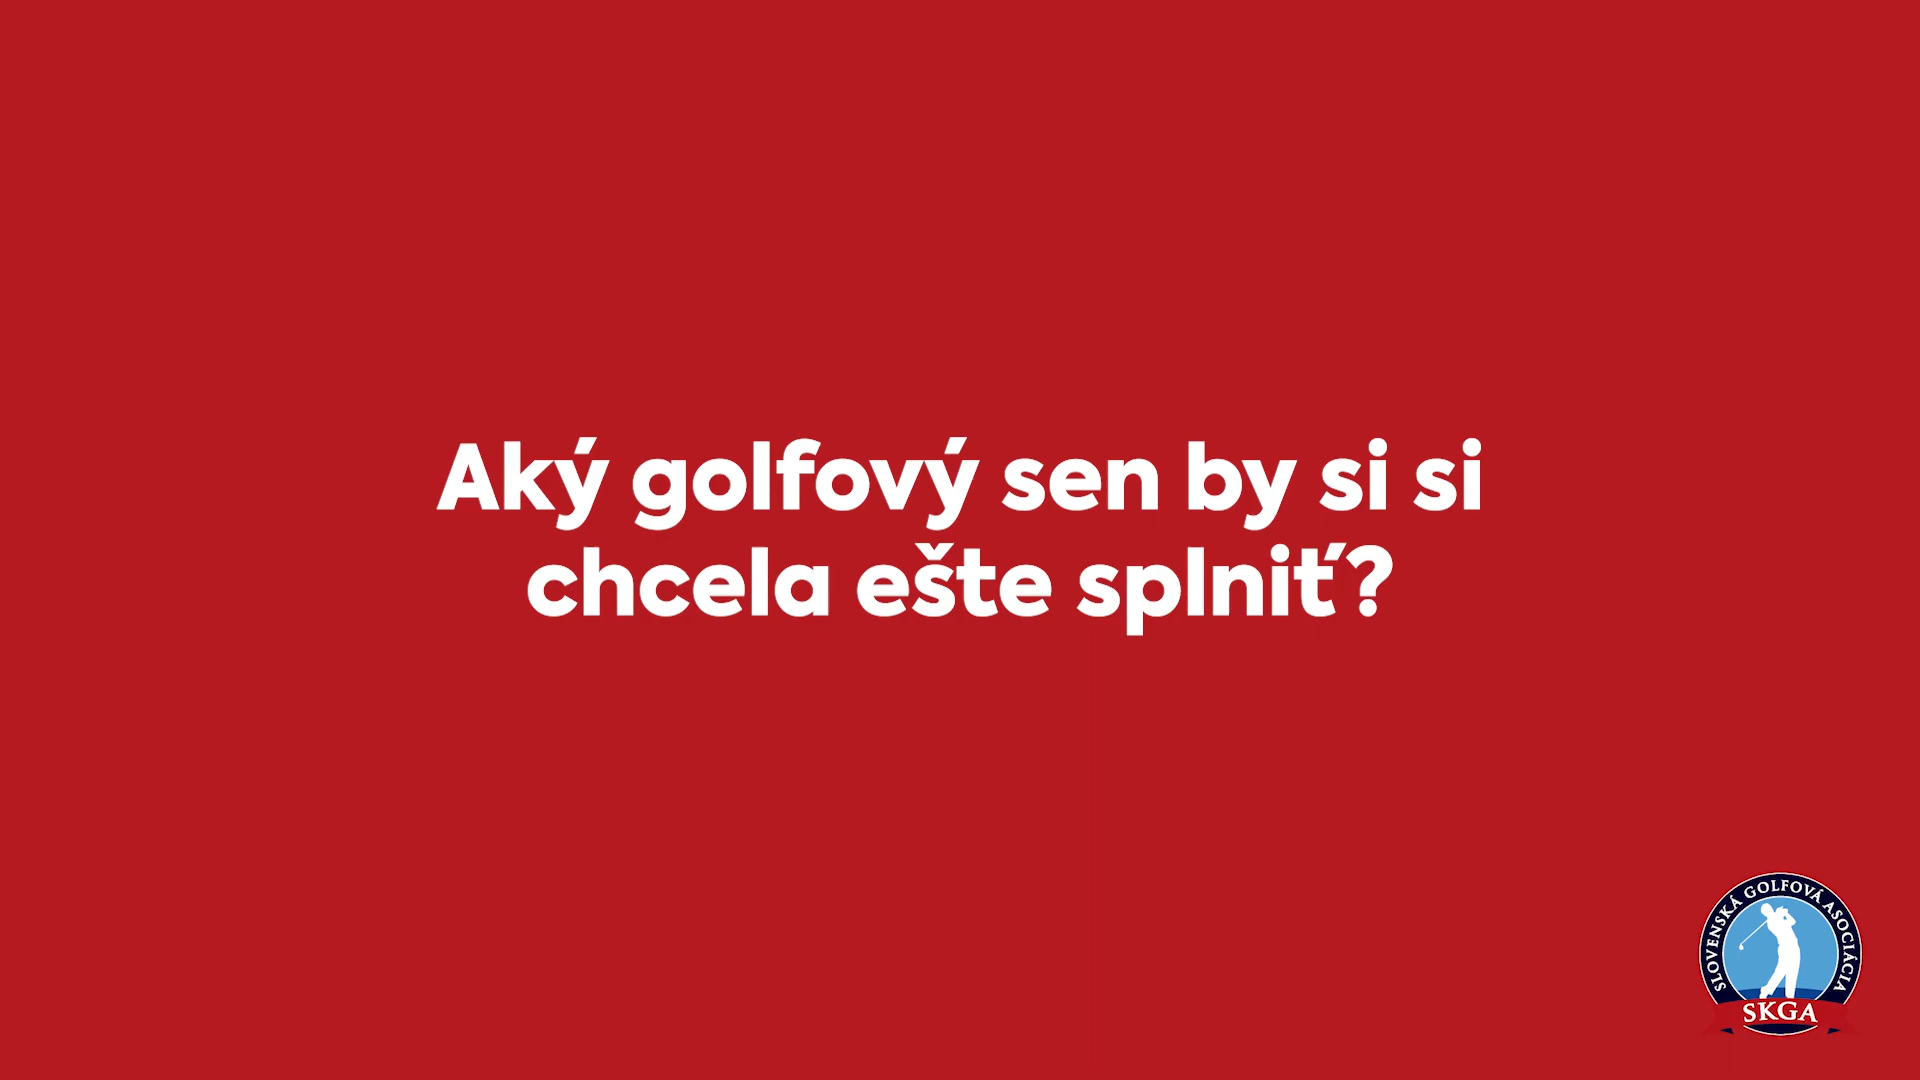 Aký golfový sen by si si
chcela ešte splniť?
SLOVENSKÁ GOLFOVÁ ASOCIÁCIA
SKGA